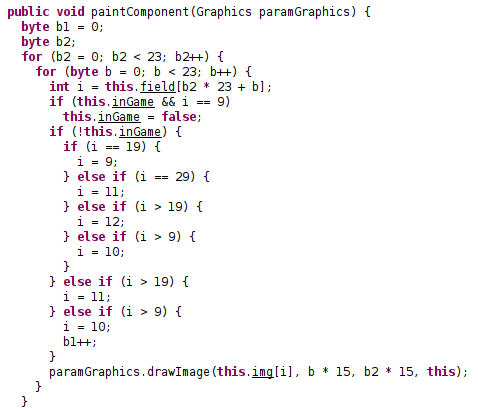 public void paintComponent(Graphics paramGraphics) {
  byte b1 = 0;
  byte b2;
  for (b2 = 0; b2 < 23; b2++) {
    for (byte b = 0; b < 23; b++) {
      int i = this.field[b2 * 23 + b];
      if (this.inGame && i == 9)
        this.inGame = false;
      if (!this.inGame) {
        if (i == 19) {
          i = 9;
        } else if (i == 29) {
          i = 11;
        } else if (i > 19) {
          i = 12;
        } else if (i > 9) {
          i = 10;
        }
      } else if (i > 19) {
        i = 11;
      } else if (i > 9) {
        i = 10;
        b1++;
      }
      paramGraphics.drawImage(this.img[i], b * 15, b2 * 15, this);
    }
  }